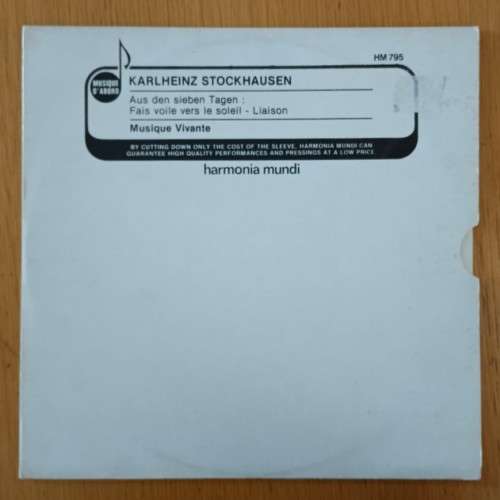 HM 795
MUSIQUE
D'ABORD
KARLHEINZ STOCKHAUSEN
Aus den sieben Tagen :
Fais voile vers le soleil - Liaison
Musique Vivante
BY CUTTING DOWN ONLY THE COST OF THE SLEEVE, HARMONIA MUNDI CAN
GUARANTEE HIGH QUALITY PERFORMANCES AND PRESSINGS AT A LOW PRICE
harmonia mundi